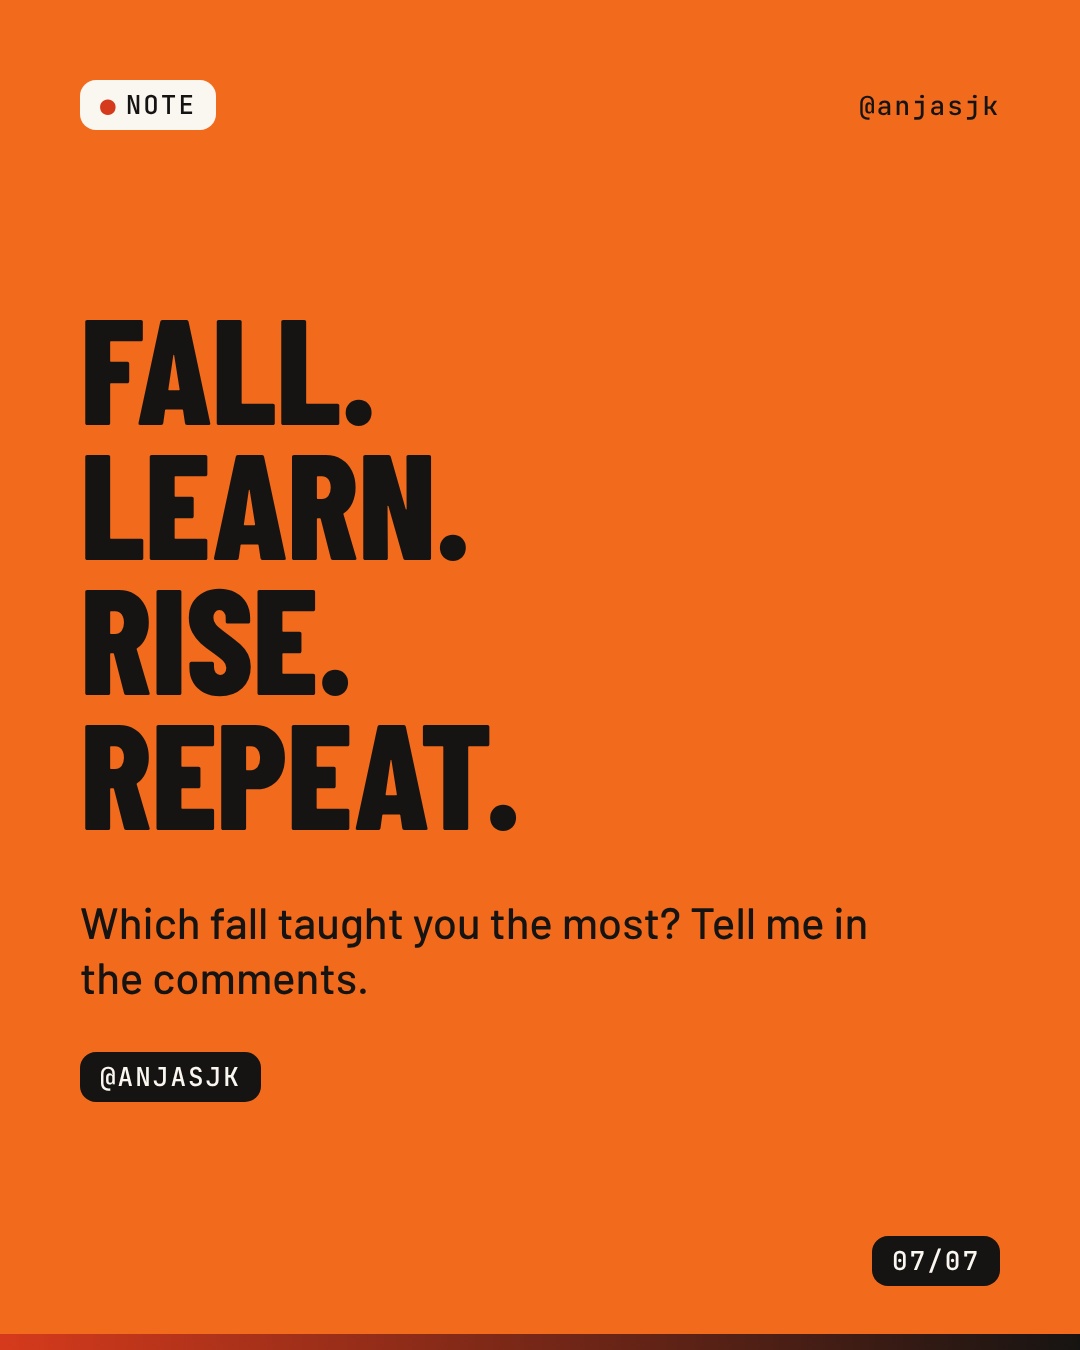 NOTE
@anjasjk
FALL.
LEARN.
RISE.
REPEAT.
Which fall taught you the most? Tell me in
the comments.
@ANJASJK
07/07